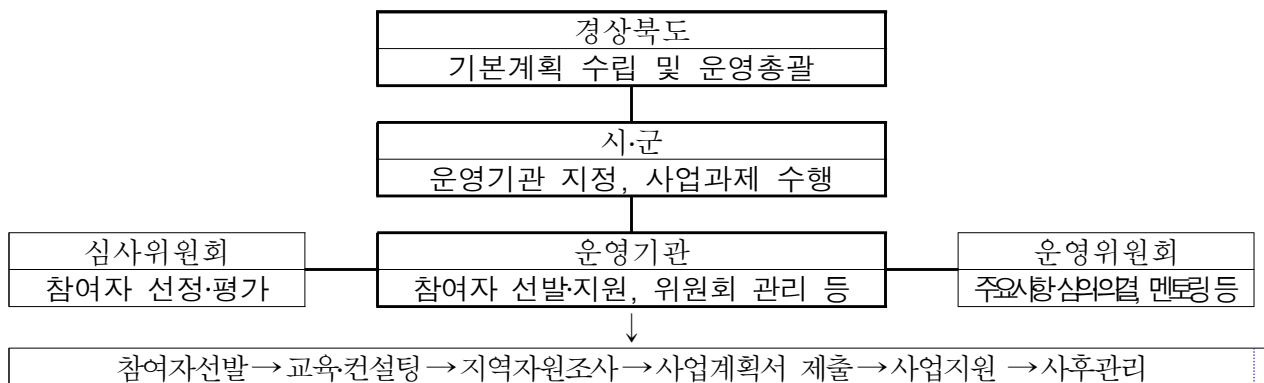 경상북도
기본계획 수립 및 운영총괄
시·군
운영기관 지정, 사업과제 수행
심사위원회
참여자 선정·평가
운영기관
참여자 선발·지원, 위원회 관리 등
운영위원회
주요사항 심의·의결, 멘토링 등
↓
참여자선발→교육·컨설팅→지역자원조사→사업계획서 제출→사업지원 →사후관리